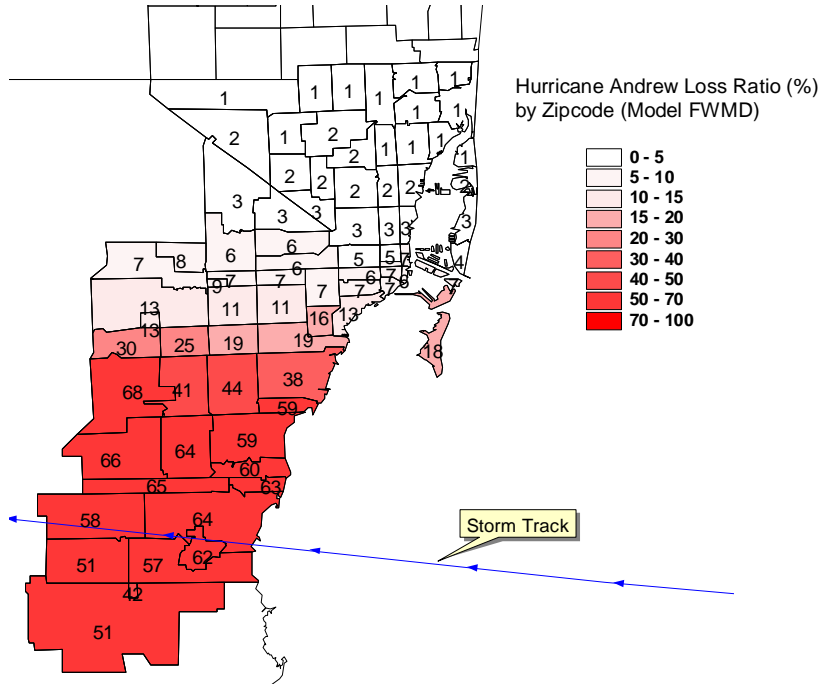 Hurricane Andrew Loss Ratio (%)
by Zipcode (Model FWMD)
0 - 5
5 - 10
10 - 15
15 - 20
20 - 30
30 - 40
40 - 50
50 - 70
70 - 100
1 1 1 1 1 1
1 1
2 1 2 1 1 1
2 1
2 2 2 2 2 2
3 3 3 3 3 3 3
6 6 5 5 7 4
7 8 6 6 7
9 7 7 7 7 7 6 7
13 11 11 16 13
13
30 25 19 19 18
68 41 44 38
59
66 64 59
60
65 63
58 64
Storm Track
51 57 62
42
51